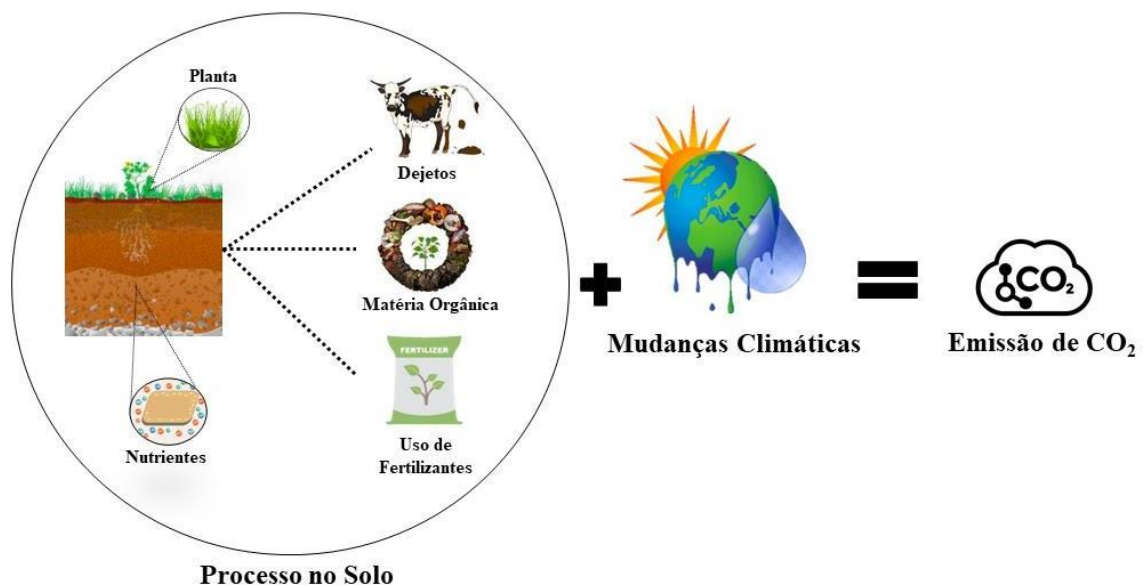 Planta
Dejetos
Matéria Orgânica
FERTILIZER
Uso de
Fertilizantes
Nutrientes
Processo no Solo
Mudanças Climáticas
CO₂
Emissão de CO₂